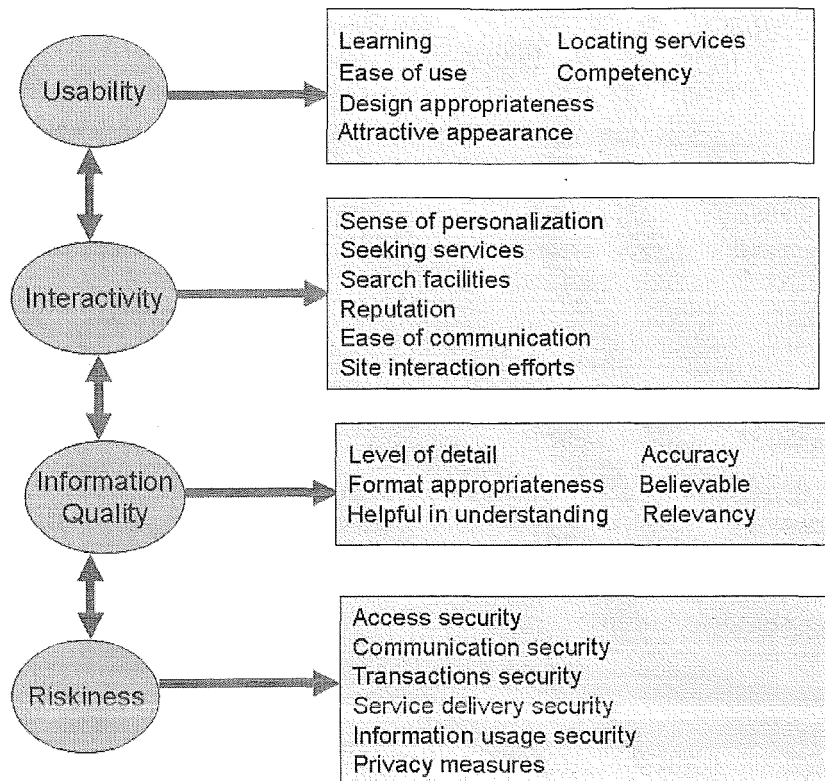 Usability
Learning Locating services
Ease of use Competency
Design appropriateness
Attractive appearance
Interactivity
Sense of personalization
Seeking services
Search facilities
Reputation
Ease of communication
Site interaction efforts
Information
Quality
Level of detail Accuracy
Format appropriateness Believable
Helpful in understanding Relevancy
Riskiness
Access security
Communication security
Transactions security
Service delivery security
Information usage security
Privacy measures